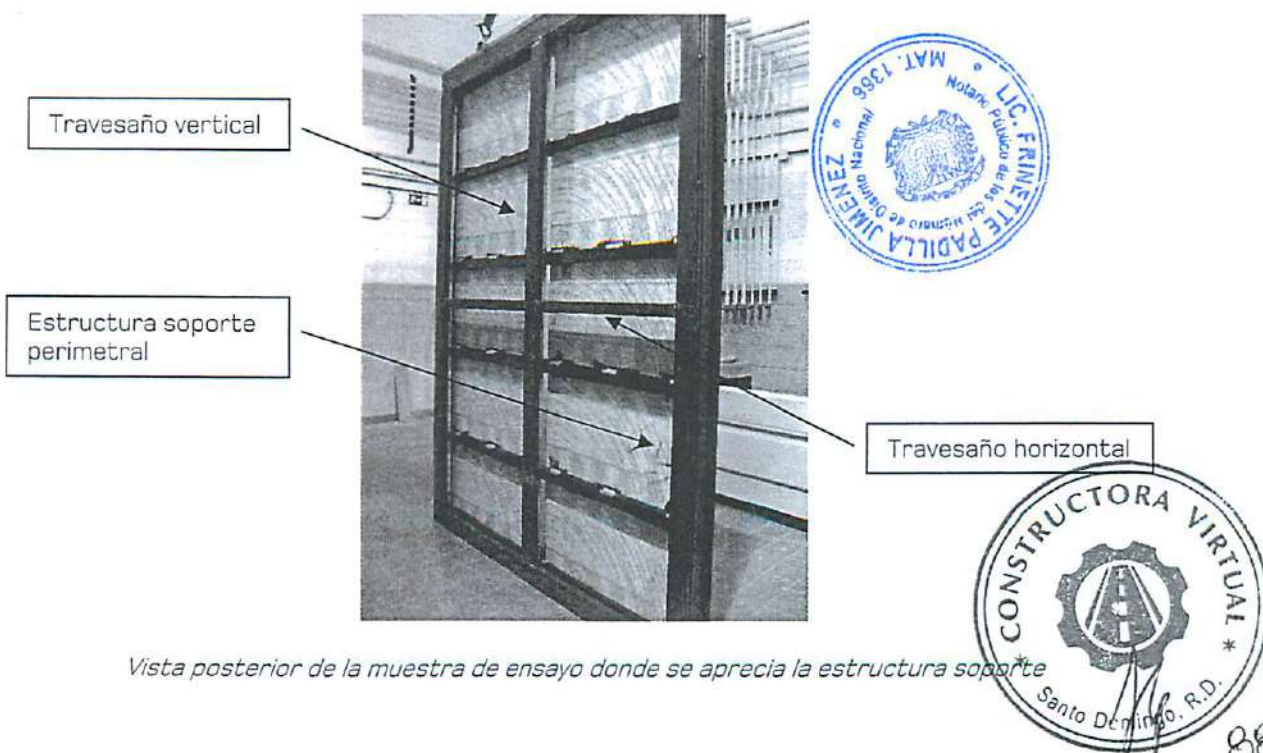 Travesaño vertical
Estructura soporte
perimetral
Travesaño horizontal
LIC. FRINETTE PADILLA JIMENEZ * MAT. 1366 *
Notario Público de los del Número de Distrito Nacional
Vista posterior de la muestra de ensayo donde se aprecia la estructura soporte
* CONSTRUCTORA VIRTUAL *
Santo Domingo, R.D.